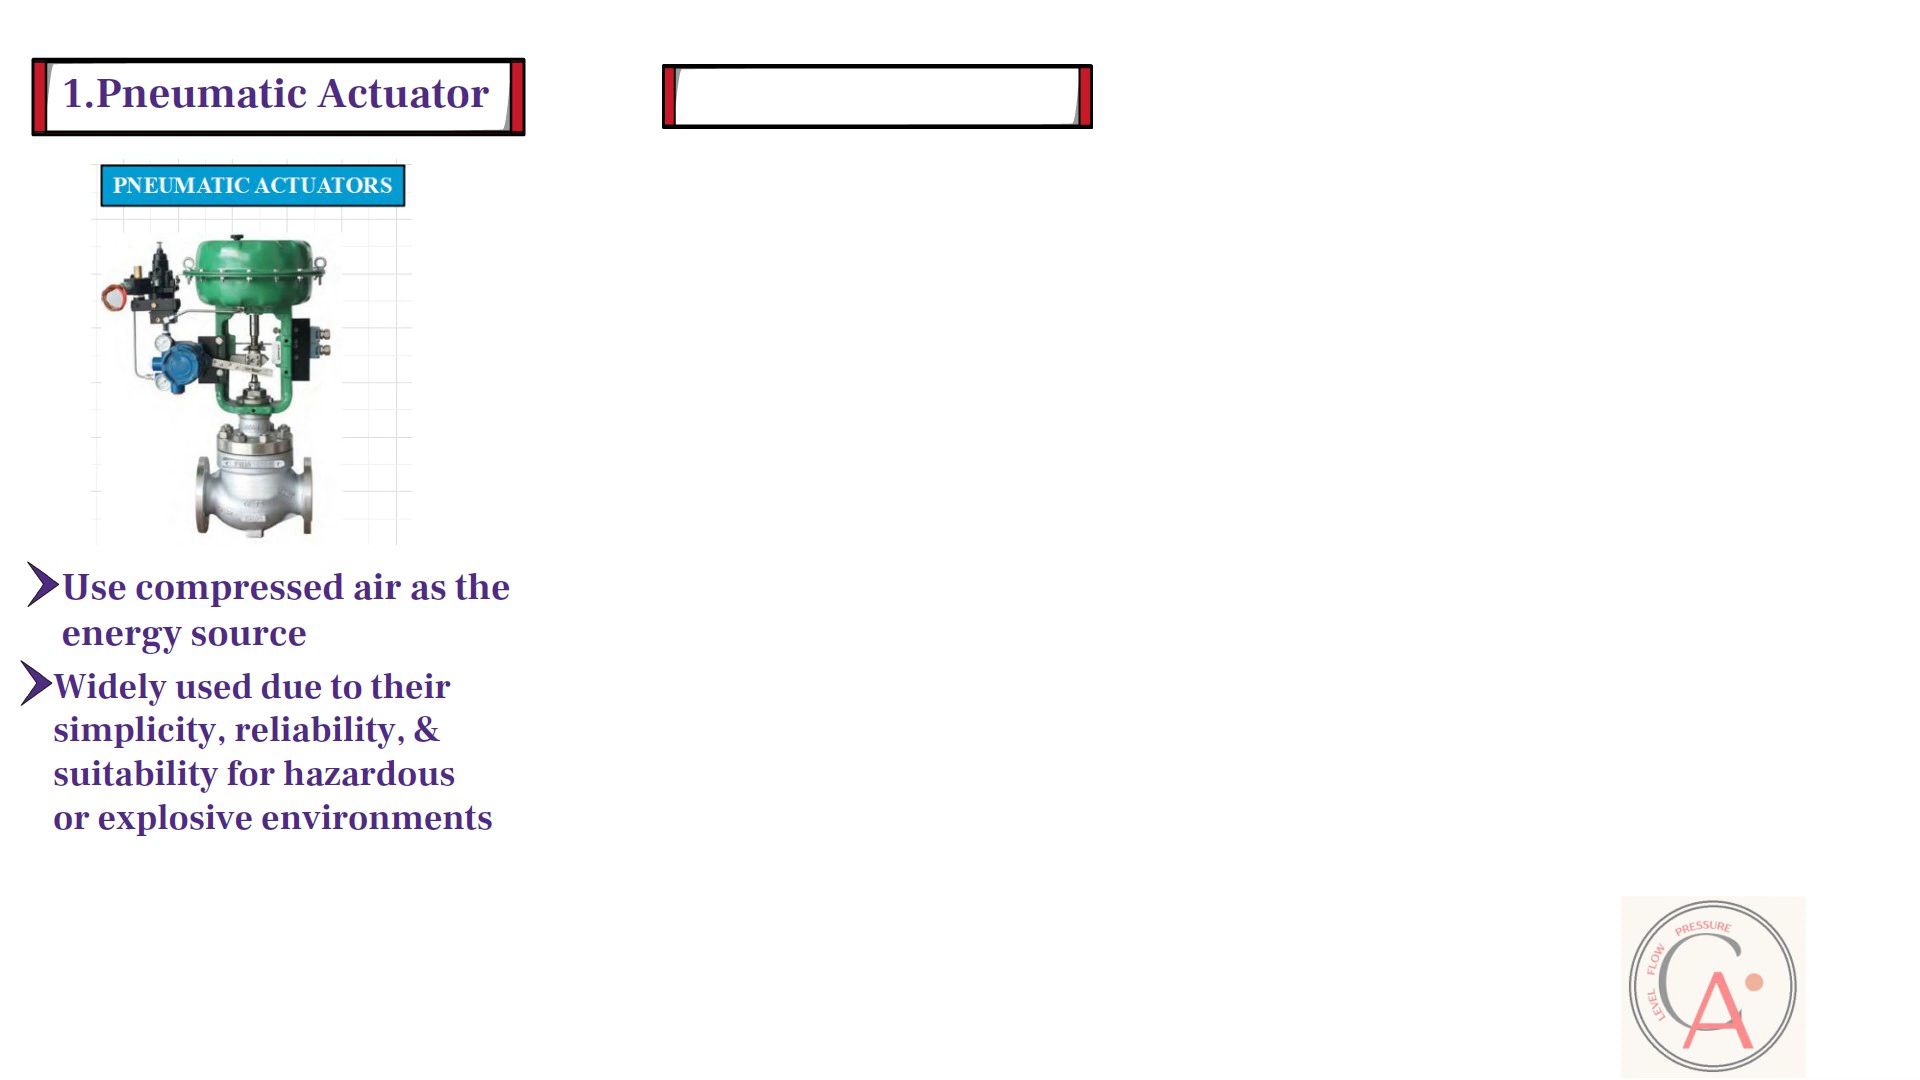 1.Pneumatic Actuator
PNEUMATIC ACTUATORS
Use compressed air as the
energy source
Widely used due to their
simplicity, reliability, &
suitability for hazardous
or explosive environments
PRESSURE
FLOW
LEVEL
CA